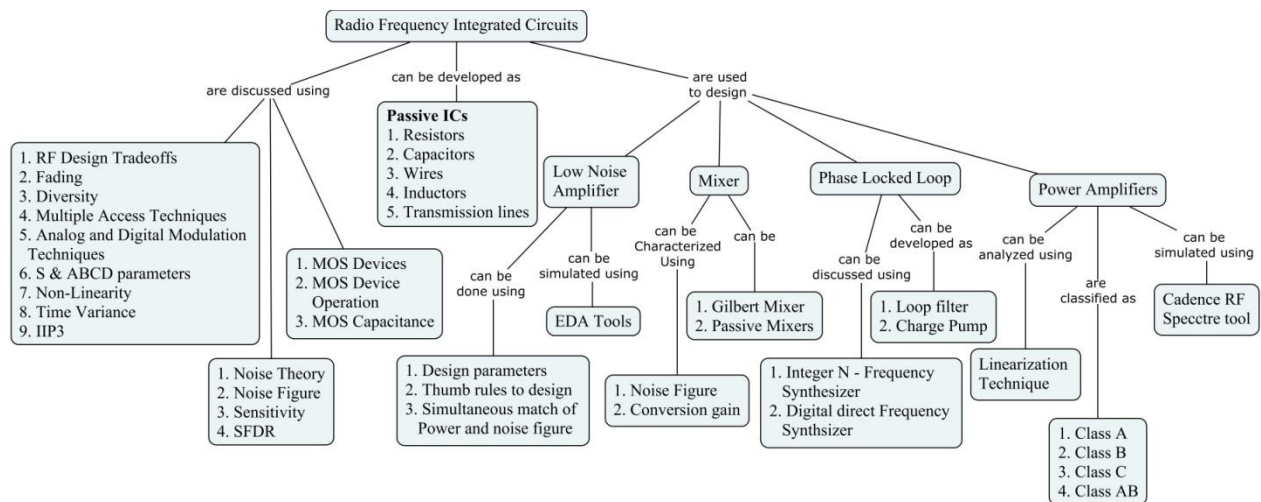 Radio Frequency Integrated Circuits
are discussed using
can be developed as
are used
to design
1. RF Design Tradeoffs
2. Fading
3. Diversity
4. Multiple Access Techniques
5. Analog and Digital Modulation
Techniques
6. S & ABCD parameters
7. Non-Linearity
8. Time Variance
9. IIP3
1. MOS Devices
2. MOS Device
Operation
3. MOS Capacitance
1. Noise Theory
2. Noise Figure
3. Sensitivity
4. SFDR
Passive ICs
1. Resistors
2. Capacitors
3. Wires
4. Inductors
5. Transmission lines
Low Noise
Amplifier
can be
done using
can be
simulated using
1. Design parameters
2. Thumb rules to design
3. Simultaneous match of
Power and noise figure
EDA Tools
Mixer
can be
Characterized
Using
can be
1. Noise Figure
2. Conversion gain
1. Gilbert Mixer
2. Passive Mixers
Phase Locked Loop
can be
discussed using
can be
developed as
1. Integer N - Frequency
Synthesizer
2. Digital direct Frequency
Synthsizer
1. Loop filter
2. Charge Pump
Power Amplifiers
can be
analyzed using
are
classified as
can be
simulated using
Linearization
Technique
1. Class A
2. Class B
3. Class C
4. Class AB
Cadence RF
Specctre tool